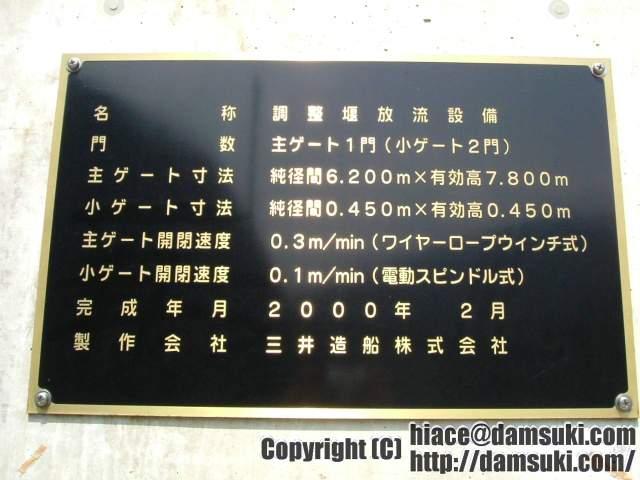 名称 調整堰放流設備
門数 主ゲート1門(小ゲート2門)
主ゲート寸法 純径間6.200m×有効高7.800m
小ゲート寸法 純径間0.450m×有効高0.450m
主ゲート開閉速度 0.3m/min(ワイヤーロープウィンチ式)
小ゲート開閉速度 0.1m/min(電動スピンドル式)
完成年月 2000年 2月
製作会社 三井造船株式会社
Copyright (C) hiace@damsuki.com
http://damsuki.com/